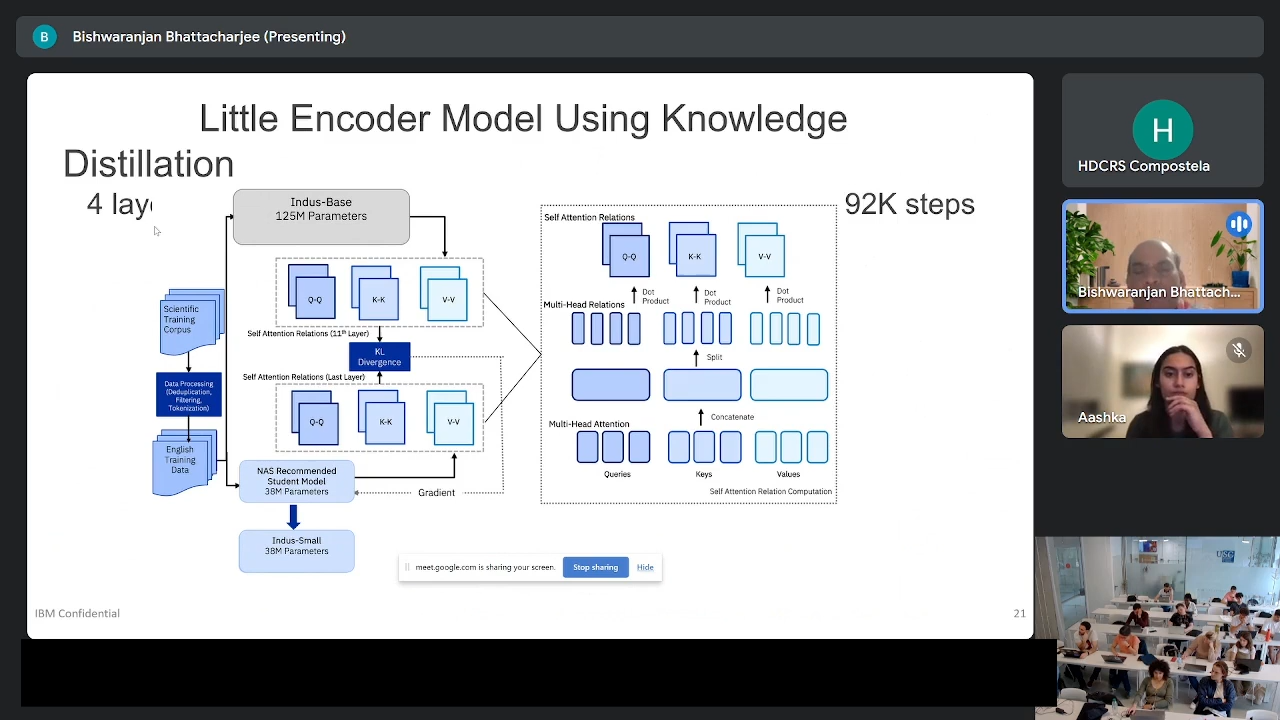 B
Bishwaranjan Bhattacharjee (Presenting)
Little Encoder Model Using Knowledge
Distillation
4 laye
92K steps
Indus-Base
125M Parameters
Q-Q
K-K
V-V
Self Attention Relations (11th Layer)
KL
Divergence
Self Attention Relations (Last Layer)
Q-Q
K-K
V-V
Scientific
Training
Corpus
Data Processing
(Deduplication,
Filtering,
Tokenization)
English
Training
Data
NAS Recommended
Student Model
38M Parameters
Gradient
Indus-Small
38M Parameters
Self Attention Relations
Q-Q
K-K
V-V
Dot
Product
Dot
Product
Dot
Product
Multi-Head Relations
Split
Concatenate
Multi-Head Attention
Queries
Keys
Values
Self Attention Relation Computation
meet.google.com is sharing your screen.
Stop sharing
Hide
IBM Confidential
21
H
HDCRS Compostela
Bishwaranjan Bhattach...
Aashka
USC